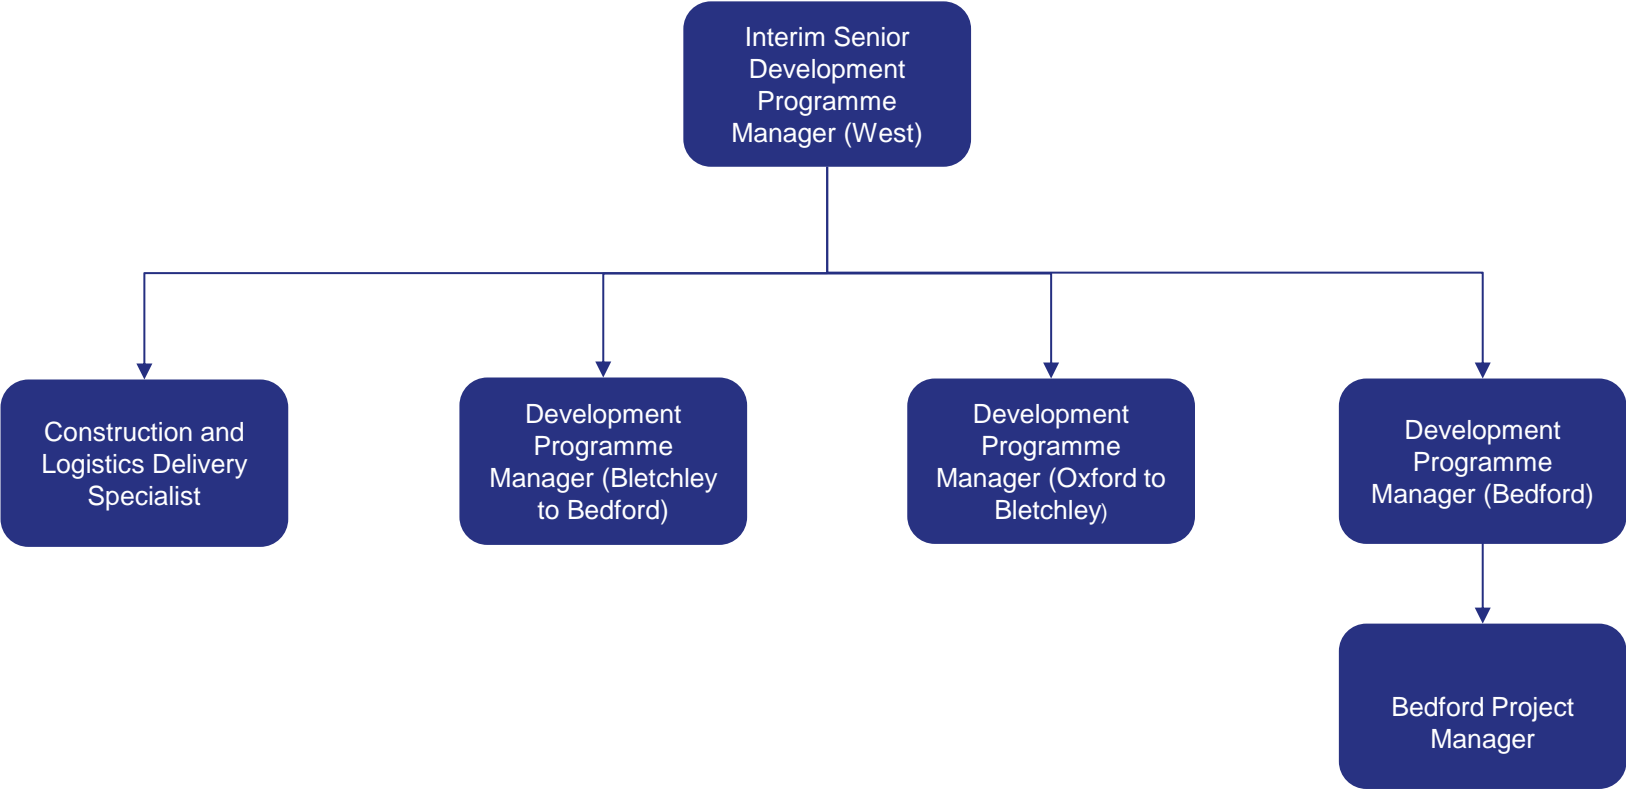 Interim Senior
Development
Programme
Manager (West)
Construction and
Logistics Delivery
Specialist
Development
Programme
Manager (Bletchley
to Bedford)
Development
Programme
Manager (Oxford to
Bletchley)
Development
Programme
Manager (Bedford)
Bedford Project
Manager